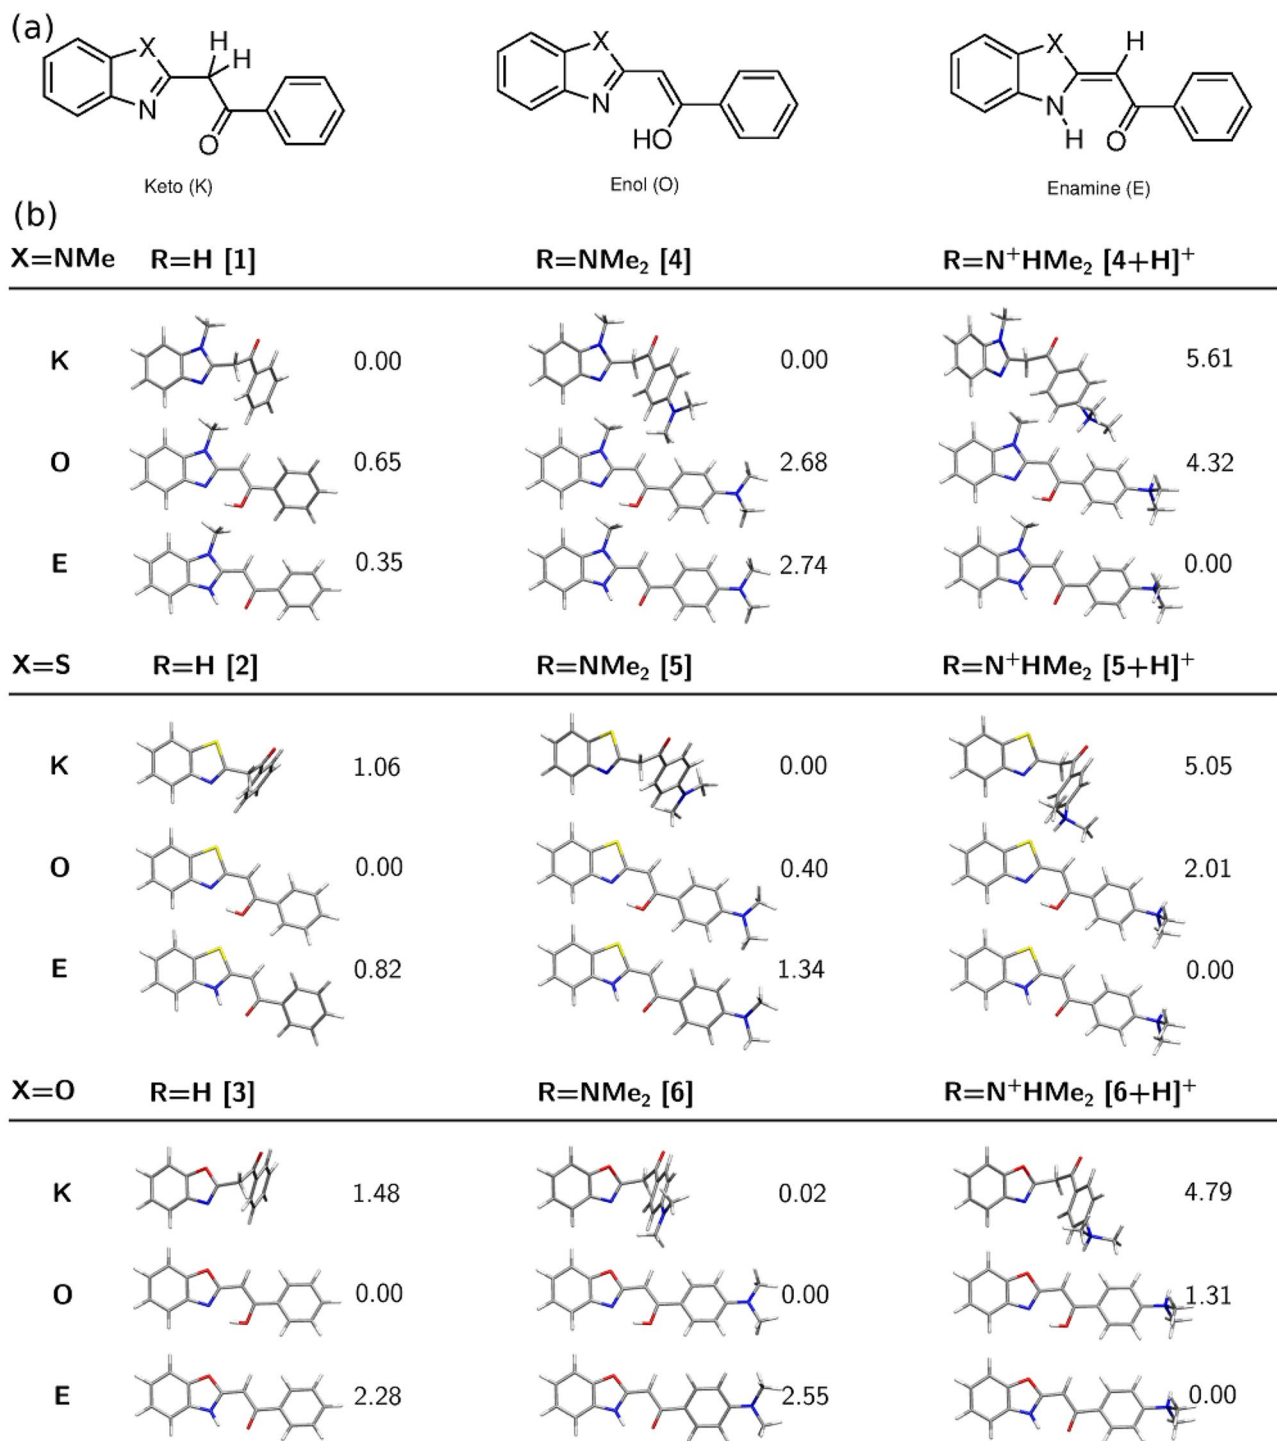 (a)
X H H N O
Keto (K)
X N HO
Enol (O)
X H N H O
Enamine (E)
(b)
X=NMe R=H [1] R=NMe₂ [4] R=N⁺HMe₂ [4+H]⁺
K 0.00 0.00 5.61
O 0.65 2.68 4.32
E 0.35 2.74 0.00
X=S R=H [2] R=NMe₂ [5] R=N⁺HMe₂ [5+H]⁺
K 1.06 0.00 5.05
O 0.00 0.40 2.01
E 0.82 1.34 0.00
X=O R=H [3] R=NMe₂ [6] R=N⁺HMe₂ [6+H]⁺
K 1.48 0.02 4.79
O 0.00 0.00 1.31
E 2.28 2.55 0.00